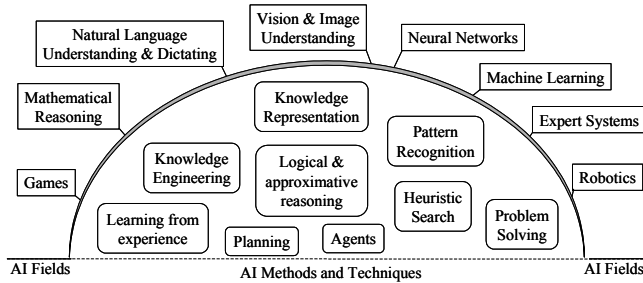 Vision & Image
Understanding
Natural Language
Understanding & Dictating
Neural Networks
Machine Learning
Mathematical
Reasoning
Knowledge
Representation
Expert Systems
Pattern
Recognition
Knowledge
Engineering
Logical &
approximative
reasoning
Games
Robotics
Heuristic
Search
Learning from
experience
Problem
Solving
Planning
Agents
AI Fields
AI Methods and Techniques
AI Fields